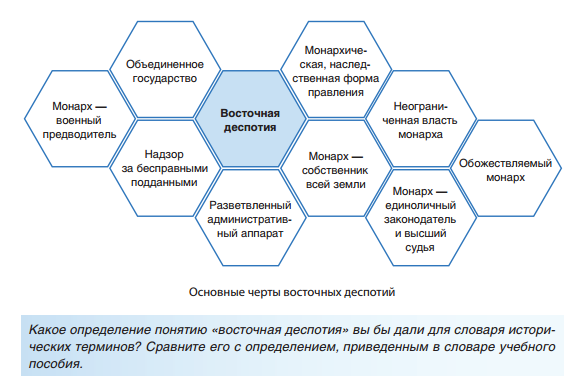 Объединенное
государство
Монархиче-
ская, наслед-
ственная форма
правления
Монарх —
военный
предводитель
Восточная
деспотия
Неограни-
ченная власть
монарха
Надзор
за бесправными
подданными
Монарх —
собственник
всей земли
Обожествляемый
монарх
Разветвленный
административ-
ный аппарат
Монарх —
единоличный
законодатель
и высший
судья
Основные черты восточных деспотий
Какое определение понятию «восточная деспотия» вы бы дали для словаря истори-
ческих терминов? Сравните его с определением, приведенным в словаре учебного
пособия.